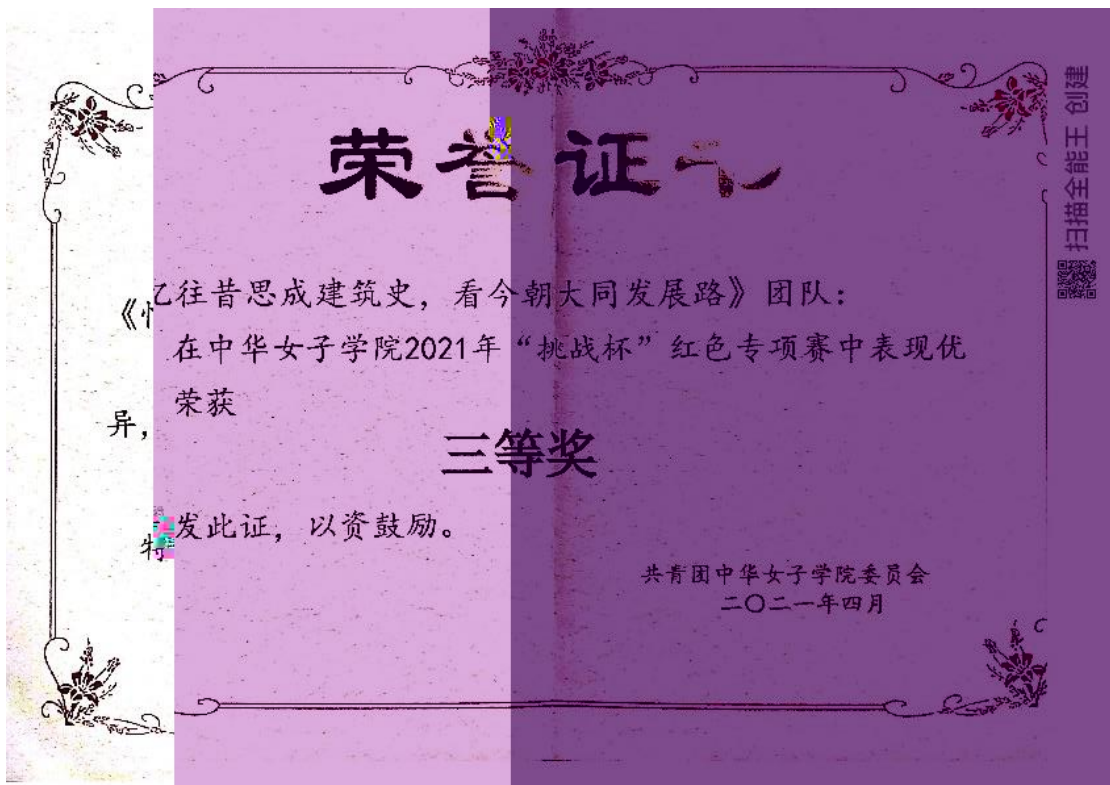 荣誉证
《忆往昔思成建筑史，看今朝大同发展路》团队：
在中华女子学院2021年“挑战杯”红色专项赛中表现优
异，荣获
三等奖
特发此证，以资鼓励。
共青团中华女子学院委员会
二〇二一年四月
扫描全能王 创建